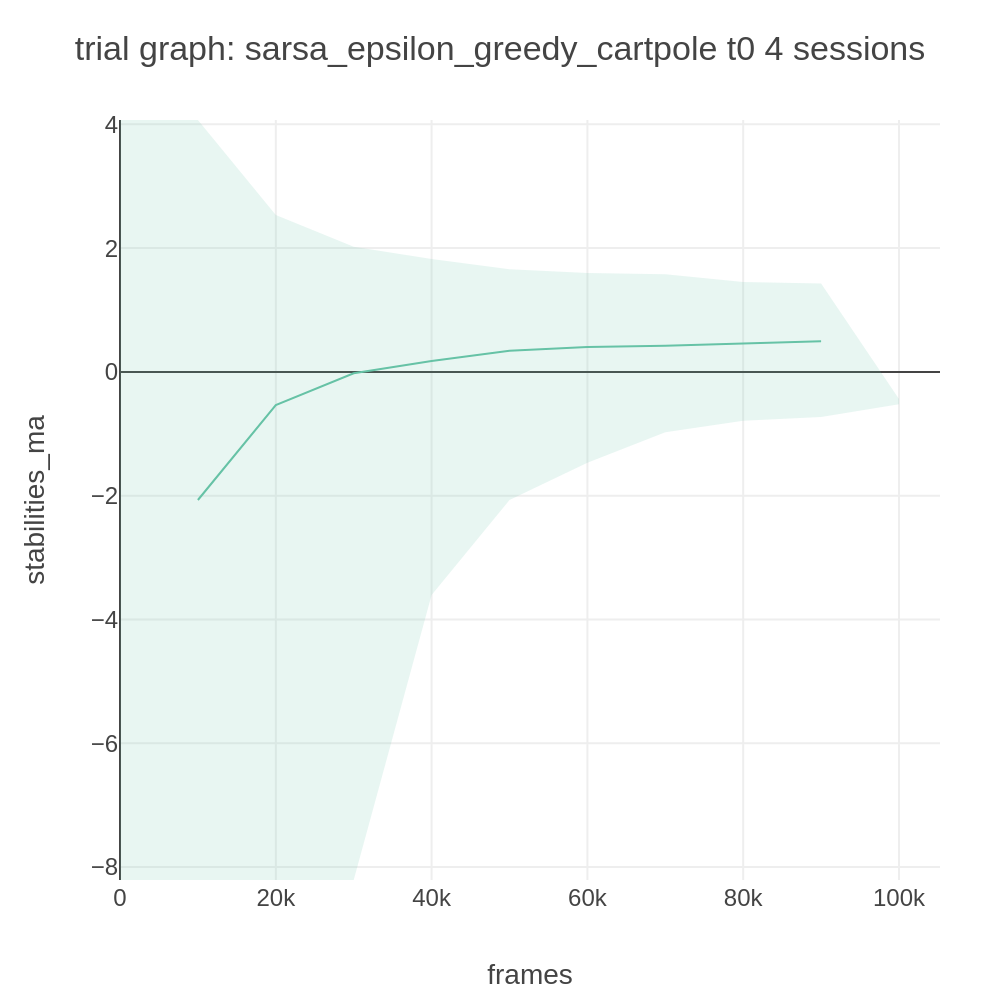 trial graph: sarsa_epsilon_greedy_cartpole t0 4 sessions
4
2
0
−2
−4
−6
−8
stabilities_ma
0 20k 40k 60k 80k 100k
frames